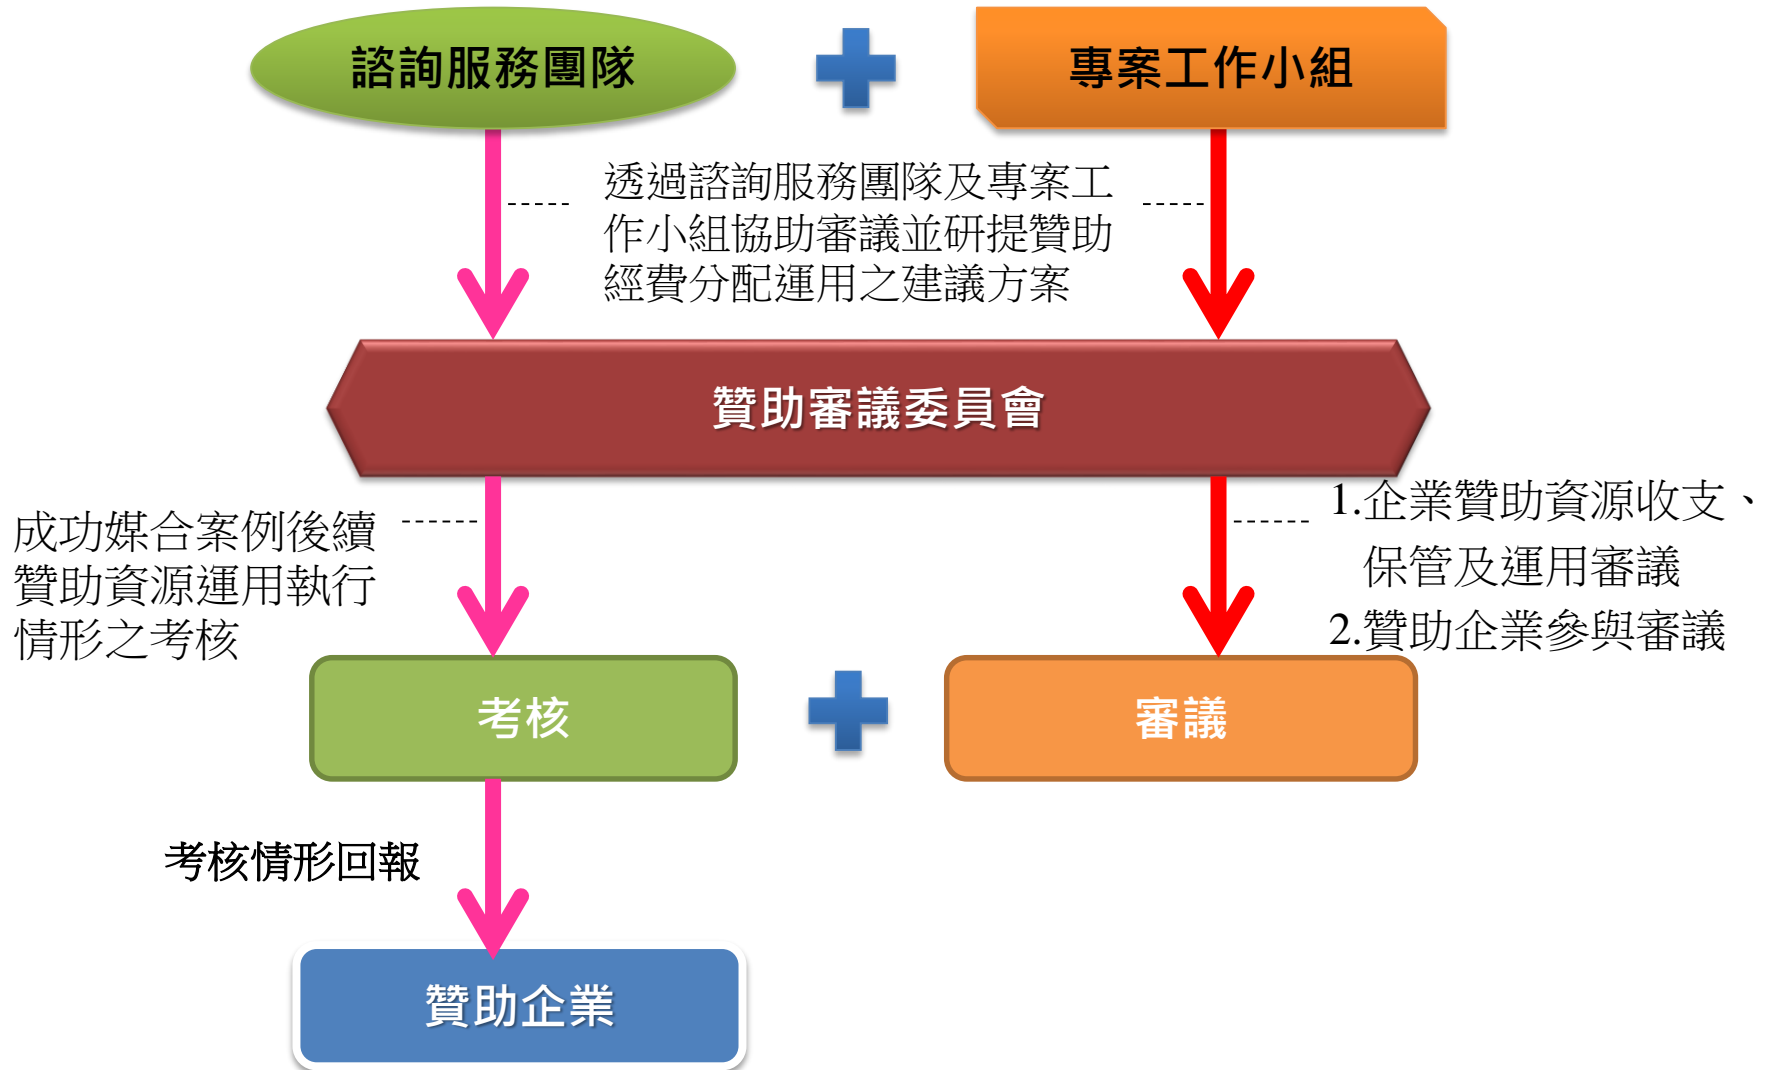 諮詢服務團隊
專案工作小組
透過諮詢服務團隊及專案工
作小組協助審議並研提贊助
經費分配運用之建議方案
贊助審議委員會
成功媒合案例後續
贊助資源運用執行
情形之考核
1.企業贊助資源收支、
保管及運用審議
2.贊助企業參與審議
考核
審議
考核情形回報
贊助企業